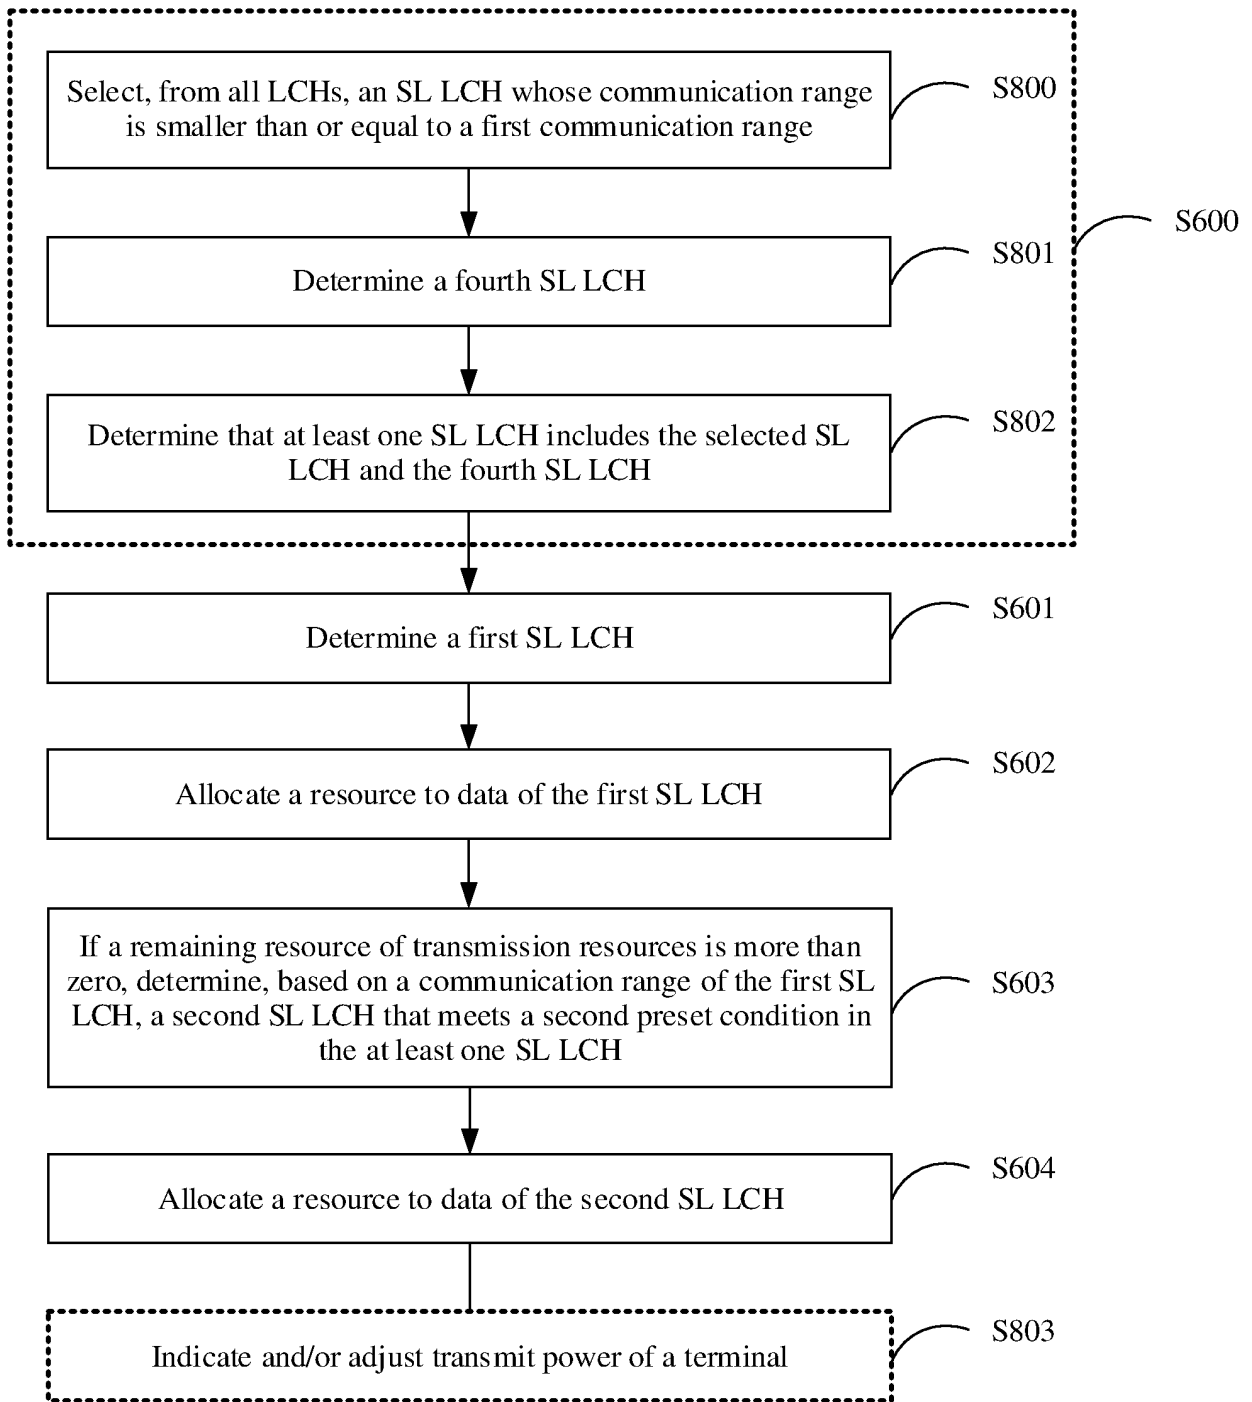 Select, from all LCHs, an SL LCH whose communication range
is smaller than or equal to a first communication range
S800
S600
Determine a fourth SL LCH
S801
Determine that at least one SL LCH includes the selected SL
LCH and the fourth SL LCH
S802
Determine a first SL LCH
S601
Allocate a resource to data of the first SL LCH
S602
If a remaining resource of transmission resources is more than
zero, determine, based on a communication range of the first SL
LCH, a second SL LCH that meets a second preset condition in
the at least one SL LCH
S603
Allocate a resource to data of the second SL LCH
S604
Indicate and/or adjust transmit power of a terminal
S803